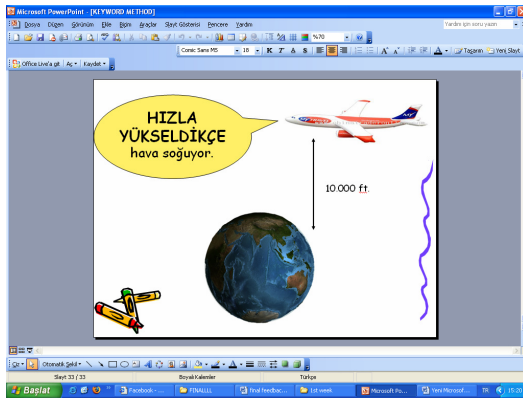 Microsoft PowerPoint - [KEYWORD METHOD]
Dosya Düzen Görünüm Ekle Biçim Araçlar Slayt Gösterisi Pencere Yardım
Yardım için soru yazın
%70
Comic Sans MS 18 K T A S A A A Tasarım Yeni Slayt
Office Live'a git Aç Kaydet
HIZLA
YÜKSELDİKÇE
hava soğuyor.
10.000 ft.
Otomatik Şekil
Slayt 33 / 33 Boyalı Kalemler Türkçe
Başlat Facebook - ... FINALLLL final feedbac... 1st week Microsoft Po... Yeni Microsof... TR 15:20